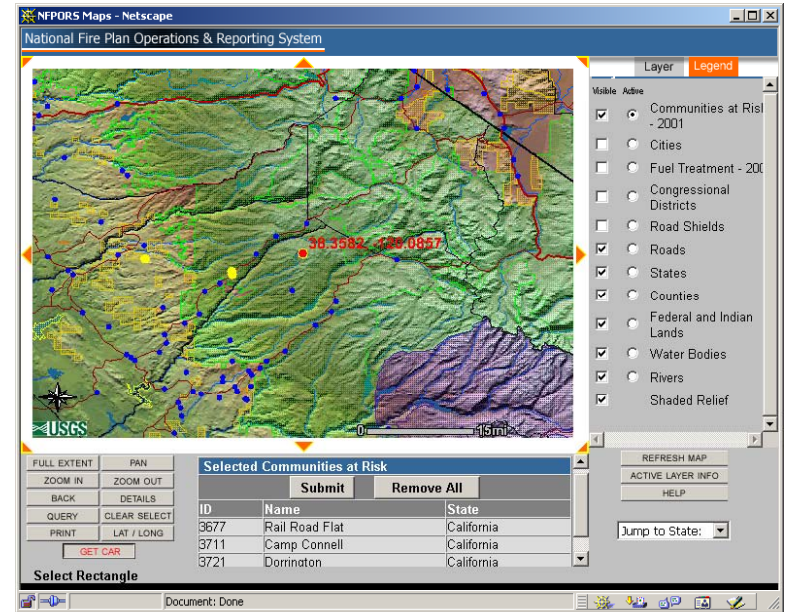 NFPORS Maps - Netscape
National Fire Plan Operations & Reporting System
Layer
Legend
Visible Active
Communities at Risl
- 2001
Cities
Fuel Treatment - 200
Congressional
Districts
Road Shields
Roads
States
Counties
Federal and Indian
Lands
Water Bodies
Rivers
Shaded Relief
38.3582, -120.0857
USGS
0 15mi
FULL EXTENT PAN
ZOOM IN ZOOM OUT
BACK DETAILS
QUERY CLEAR SELECT
PRINT LAT / LONG
GET CAR
Select Rectangle
Selected Communities at Risk
Submit Remove All
ID Name State
3677 Rail Road Flat California
3711 Camp Connell California
3721 Dorrington California
REFRESH MAP
ACTIVE LAYER INFO
HELP
Jump to State:
Document: Done